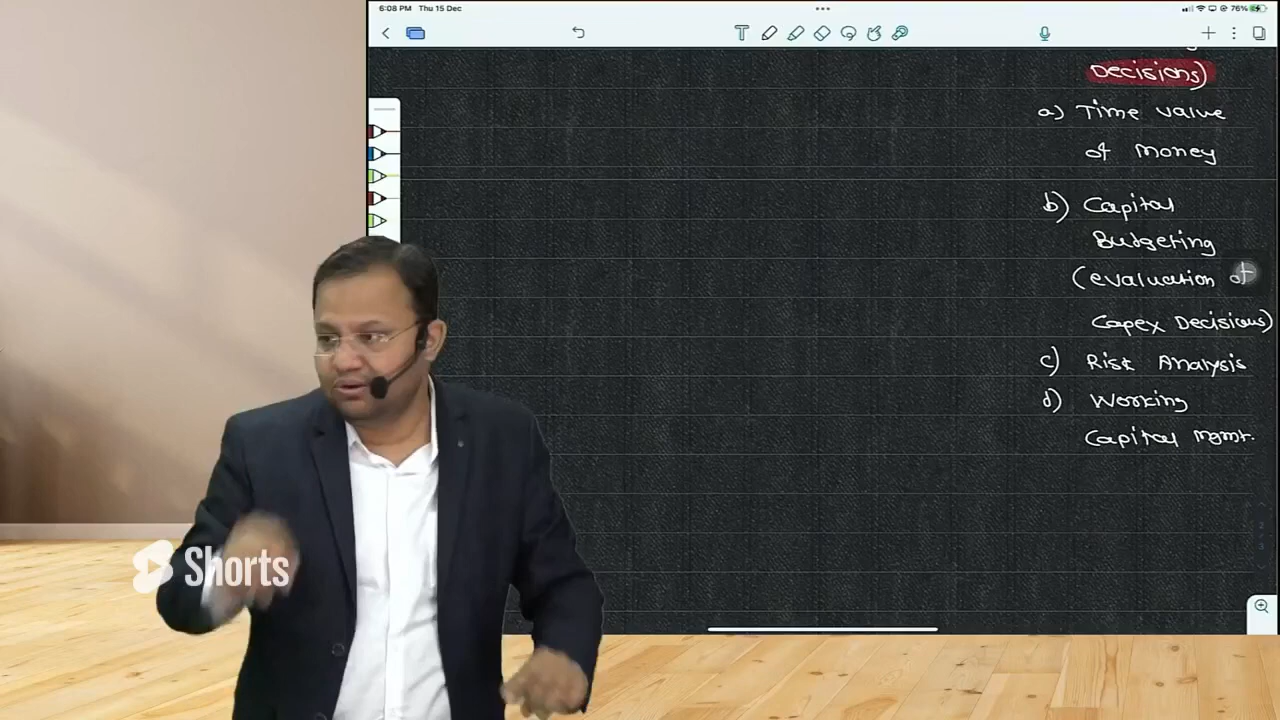 6:08 PM Thu 15 Dec
76%
T
Decisions)
a) Time value
of money
b) Capital
Budgeting
(evaluation of
Capex Decisions)
c) Risk Analysis
d) Working
Capital mgmt.
Shorts